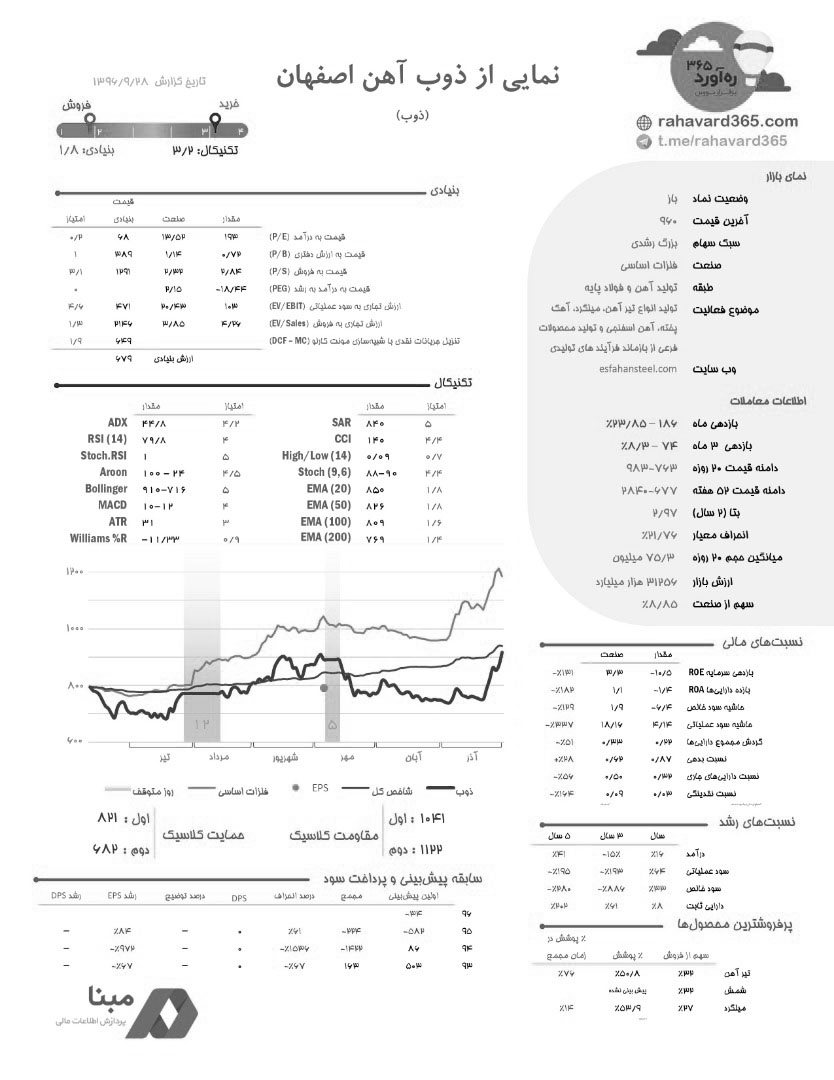 ره‌آورد ۳۶۵
rahavard365.com
t.me/rahavard365
نمایی از ذوب آهن اصفهان
(ذوب)
تاریخ گزارش ۱۳۹۶/۹/۲۸
خرید فروش
۱ ۲ ۳ ۴
تکنیکال: ۳/۲ بنیادی: ۱/۸
نمای بازار
وضعیت نماد باز
آخرین قیمت ۹۶۰
سبک سهام بزرگ رشدی
صنعت فلزات اساسی
طبقه تولید آهن و فولاد پایه
موضوع فعالیت تولید انواع تیر آهن، میلگرد، آهک
پخته، آهن اسفنجی و تولید محصولات
فرعی از بازماند فرآیند های تولیدی
وب سایت esfahansteel.com
اطلاعات معاملات
بازدهی ماه ۱۸۶ – ٪۲۳/۸۵
بازدهی ۳ ماه ۷۴ – ٪۸/۳
دامنه قیمت ۲۰ روزه ۷۶۳-۹۸۳
دامنه قیمت ۵۲ هفته ۶۷۷-۲۸۴۰
بتا (۲ سال) ۲/۹۷
انحراف معیار ٪۲۱/۷۶
میانگین حجم ۲۰ روزه ۷۵/۳ میلیون
ارزش بازار ۳۱۲۵۶ هزار میلیارد
سهم از صنعت ٪۸/۸۵
بنیادی
مقدار صنعت قیمت بنیادی امتیاز
قیمت به درآمد (P/E) ۱۹۳ ۱۳/۵۲ ۶۸ ۰/۲
قیمت به ارزش دفتری (P/B) ۰/۷۲ ۱/۱۴ ۳۸۹ ۱
قیمت به فروش (P/S) ۲/۸۴ ۲/۳۲ ۱۲۹۱ ۳/۱
قیمت به درآمد به رشد (PEG) -۱۸/۴۴ ۲/۱۵ ۰
ارزش تجاری به سود عملیاتی (EV/EBIT) ۱۰۳ ۲۰/۴۳ ۴۷۱ ۴/۶
ارزش تجاری به فروش (EV/Sales) ۴/۲۶ ۳/۸۵ ۲۱۴۶ ۱/۳
تنزیل جریانات نقدی با شبیه‌سازی مونت کارلو (DCF – MC) ۶۴۹ ۱/۹
ارزش بنیادی ۶۷۹
تکنیکال
مقدار امتیاز مقدار امتیاز
ADX ۴۴/۸ ۴/۲ SAR ۸۴۰ ۵
RSI (14) ۷۹/۸ ۴ CCI ۱۴۰ ۴/۴
Stoch.RSI ۱ ۵ High/Low (14) ۰/۰۹ ۰/۷
Aroon ۱۰۰ – ۲۴ ۴/۵ Stoch (9,6) ۸۸-۹۰ ۴/۴
Bollinger ۹۱۰-۷۱۶ ۵ EMA (20) ۸۵۰ ۱/۸
MACD ۱۰-۱۲ ۴ EMA (50) ۸۲۶ ۱/۸
ATR ۳۱ ۳ EMA (100) ۸۰۹ ۱/۶
Williams %R -۱۱/۳۳ ۰/۹ EMA (200) ۷۶۹ ۱/۴
۱۲۰۰
۱۰۰۰
۸۰۰
۶۰۰
۱۲ ۵
تیر مرداد شهریور مهر آبان آذر
ذوب شاخص کل EPS فلزات اساسی روز متوقف
مقاومت کلاسیک اول : ۱۰۴۱
دوم : ۱۱۲۲
حمایت کلاسیک اول : ۸۲۱
دوم : ۶۸۲
نسبت‌های مالی
مقدار صنعت
بازدهی سرمایه ROE -۱۰/۵ ۳/۳ -٪۱۳۱
بازده دارایی‌ها ROA -۱/۴ ۱/۱ -٪۱۸۲
حاشیه سود خالص -۶/۴ ۱/۹ -٪۱۲۹
حاشیه سود عملیاتی ۴/۱۴ ۱۸/۱۶ -٪۳۳۷
گردش مجموع دارایی‌ها ۰/۲۲ ۰/۳۳ -٪۵۱
نسبت بدهی ۰/۸۷ ۰/۶۲ ٪۲۸
نسبت دارایی‌های جاری ۰/۳۲ ۰/۵۰ -٪۵۶
نسبت نقدینگی ۰/۰۳ ۰/۰۹ -٪۱۶۴
نسبت‌های رشد
سال ۳ سال ۵ سال
درآمد ٪۱۶ -۱۵٪ ٪۴۱
سود عملیاتی ٪۶۴ -٪۱۹۳ -٪۱۹۵
سود خالص ٪۳۳ -٪۸۸۶ -٪۲۸۰
دارایی ثابت ٪۸ ٪۶۱ ٪۲۰۲
سابقه پیش‌بینی و پرداخت سود
اولین پیش‌بینی مجمع درصد انحراف DPS درصد توضیح رشد EPS رشد DPS
۹۶ -۳۴
۹۵ -۵۸۲ -۲۲۴ ٪۶۱ ۰ – ٪۸۴ –
۹۴ ۸۶ -۱۴۲۲ -٪۱۵۳۶ ۰ – -٪۹۷۲ –
۹۳ ۵۰۳ ۱۶۳ -٪۶۷ ۰ – -٪۶۷ –
پرفروشترین محصول‌ها
سهم از فروش ٪ پوشش ٪ پوشش در زمان مجمع
تیر آهن ٪۳۲ ٪۵۰/۸ ٪۷۶
شمش ٪۳۲ پیش بینی نشده
میلگرد ٪۲۷ ٪۵۳/۹ ٪۱۴
مبنا
پردازش اطلاعات مالی